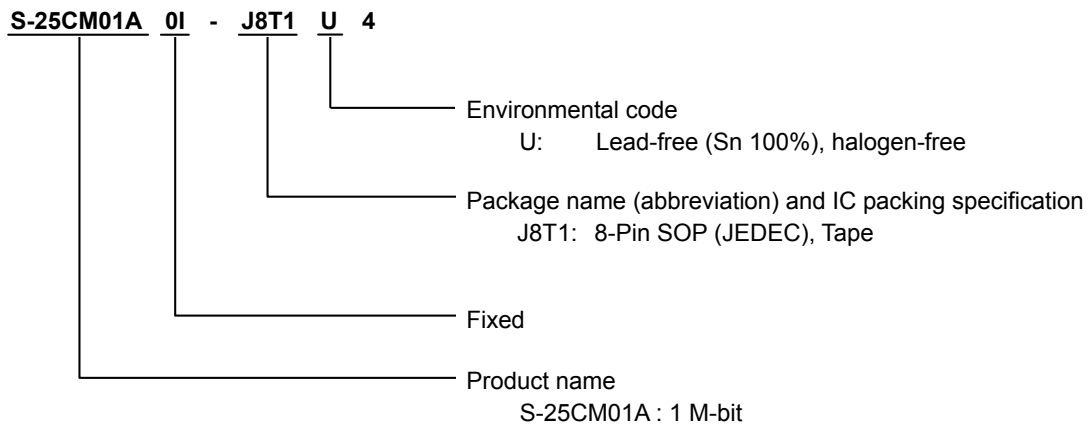 S-25CM01A 0I - J8T1 U 4
Environmental code
U: Lead-free (Sn 100%), halogen-free
Package name (abbreviation) and IC packing specification
J8T1: 8-Pin SOP (JEDEC), Tape
Fixed
Product name
S-25CM01A : 1 M-bit